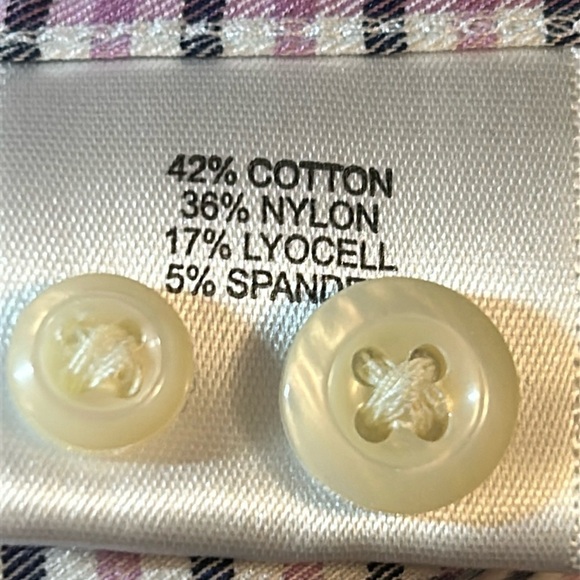 42% COTTON
36% NYLON
17% LYOCELL
5% SPANDE